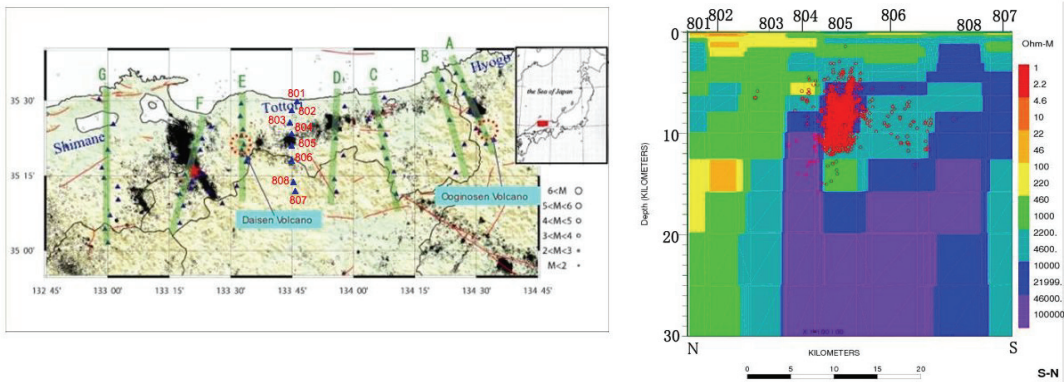 A
B
Hyogo
G
E
D
C
801
F
Tottori
802
803
804
805
806
808
807
Shimane
35 30
35 15
35 00
the Sea of Japan
Daisen Volcano
Ooginosen Volcano
6<M
5<M<6
4<M<5
3<M<4
2<M<3
M<2
132 45
133 00
133 15
133 30
133 45
134 00
134 15
134 30
134 45
801
802
803
804
805
806
808
807
Depth (KILOMETERS)
0
10
20
30
N
S
KILOMETERS
0
5
10
15
20
S-N
Ohm-M
1
2.2
4.6
10
22
46
100
220
460
1000
2200.
4600.
10000
21999.
46000.
100000